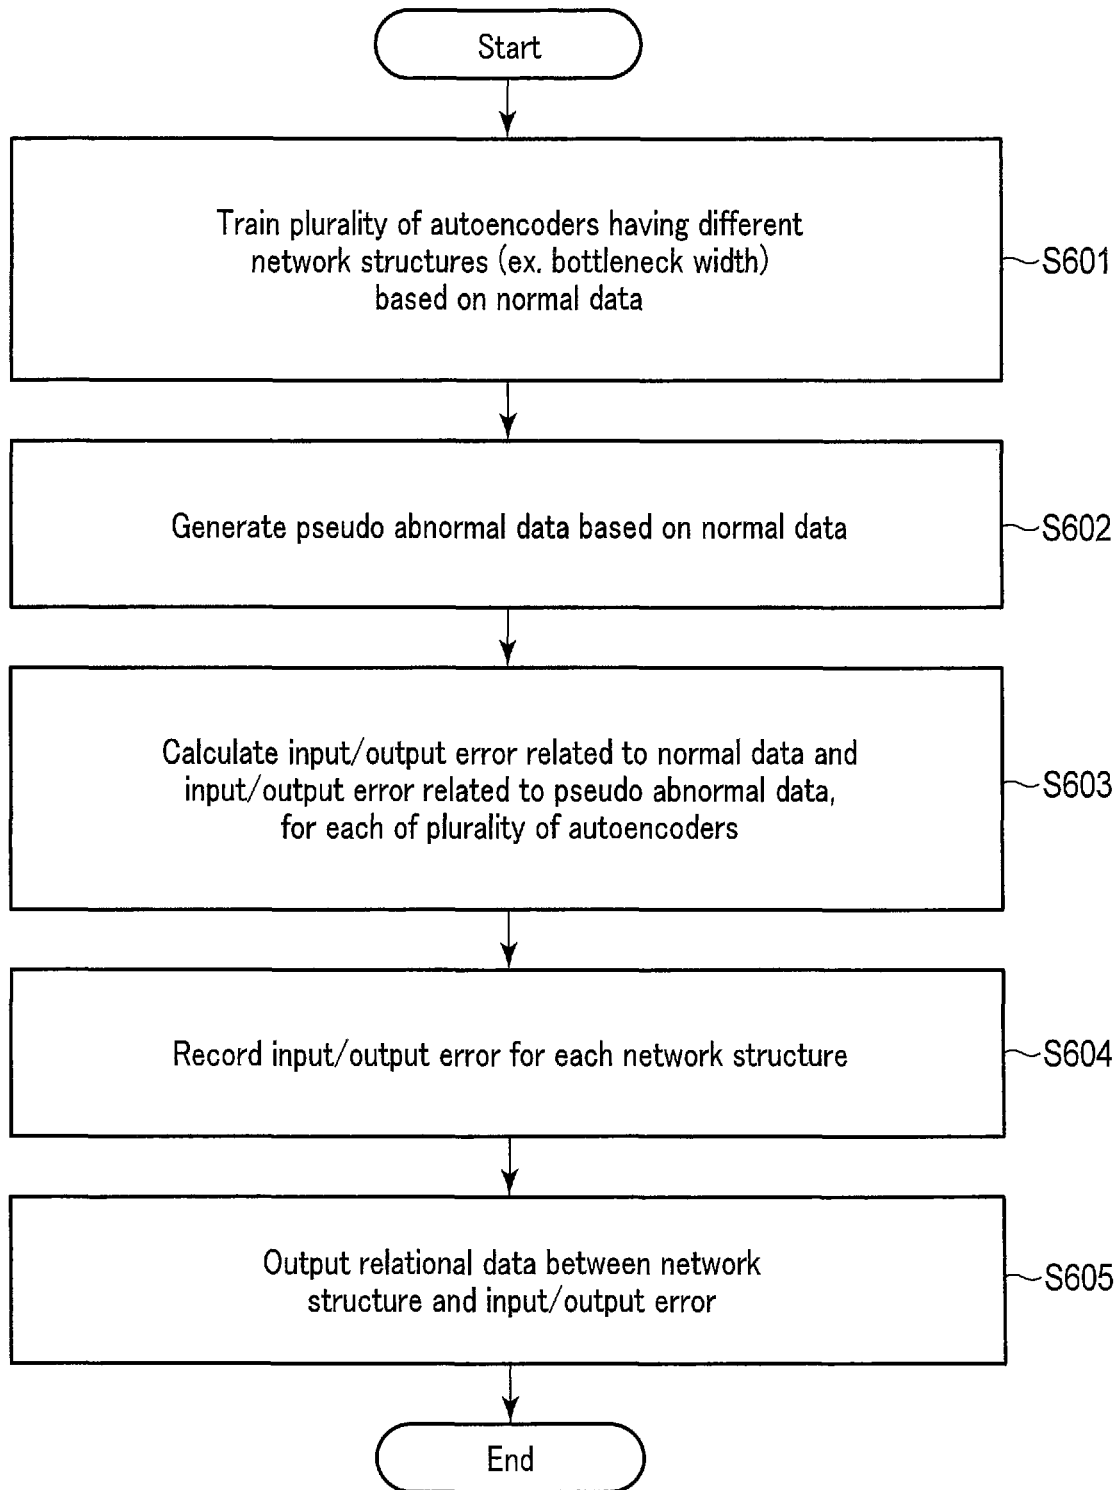 Start
Train plurality of autoencoders having different
network structures (ex. bottleneck width)
based on normal data
S601
Generate pseudo abnormal data based on normal data
S602
Calculate input/output error related to normal data and
input/output error related to pseudo abnormal data,
for each of plurality of autoencoders
S603
Record input/output error for each network structure
S604
Output relational data between network
structure and input/output error
S605
End